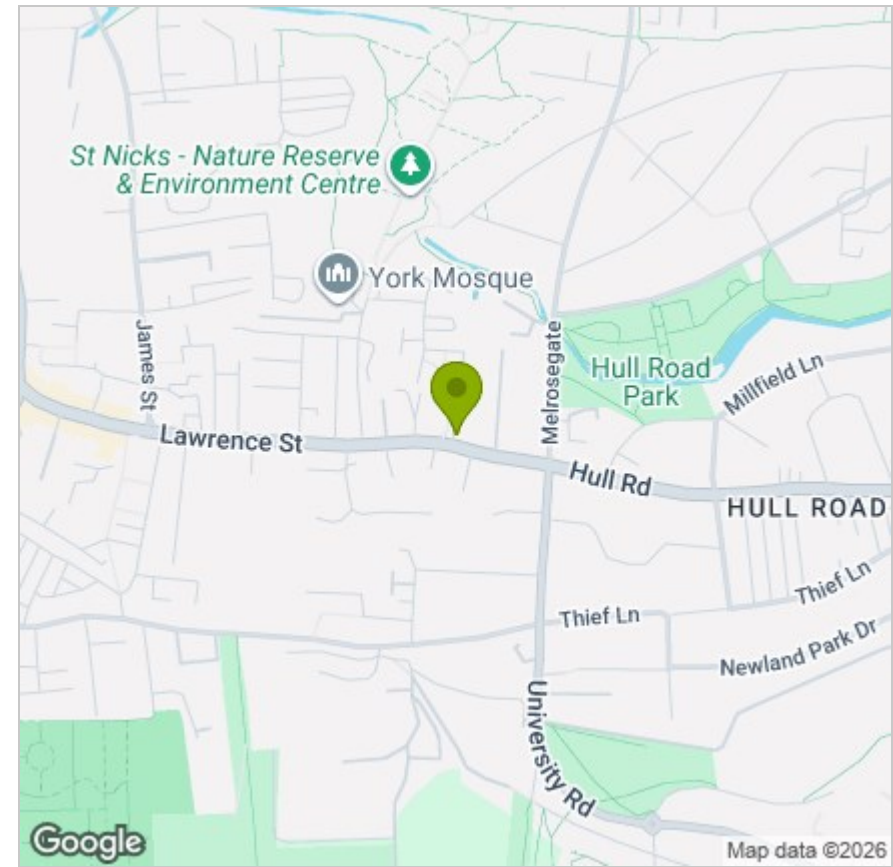 St Nicks - Nature Reserve
& Environment Centre
York Mosque
James St
Melrosegate
Hull Road
Park
Millfield Ln
Lawrence St
Hull Rd
HULL ROAD
Thief Ln
Thief Ln
Newland Park Dr
University Rd
Google
Map data ©2026